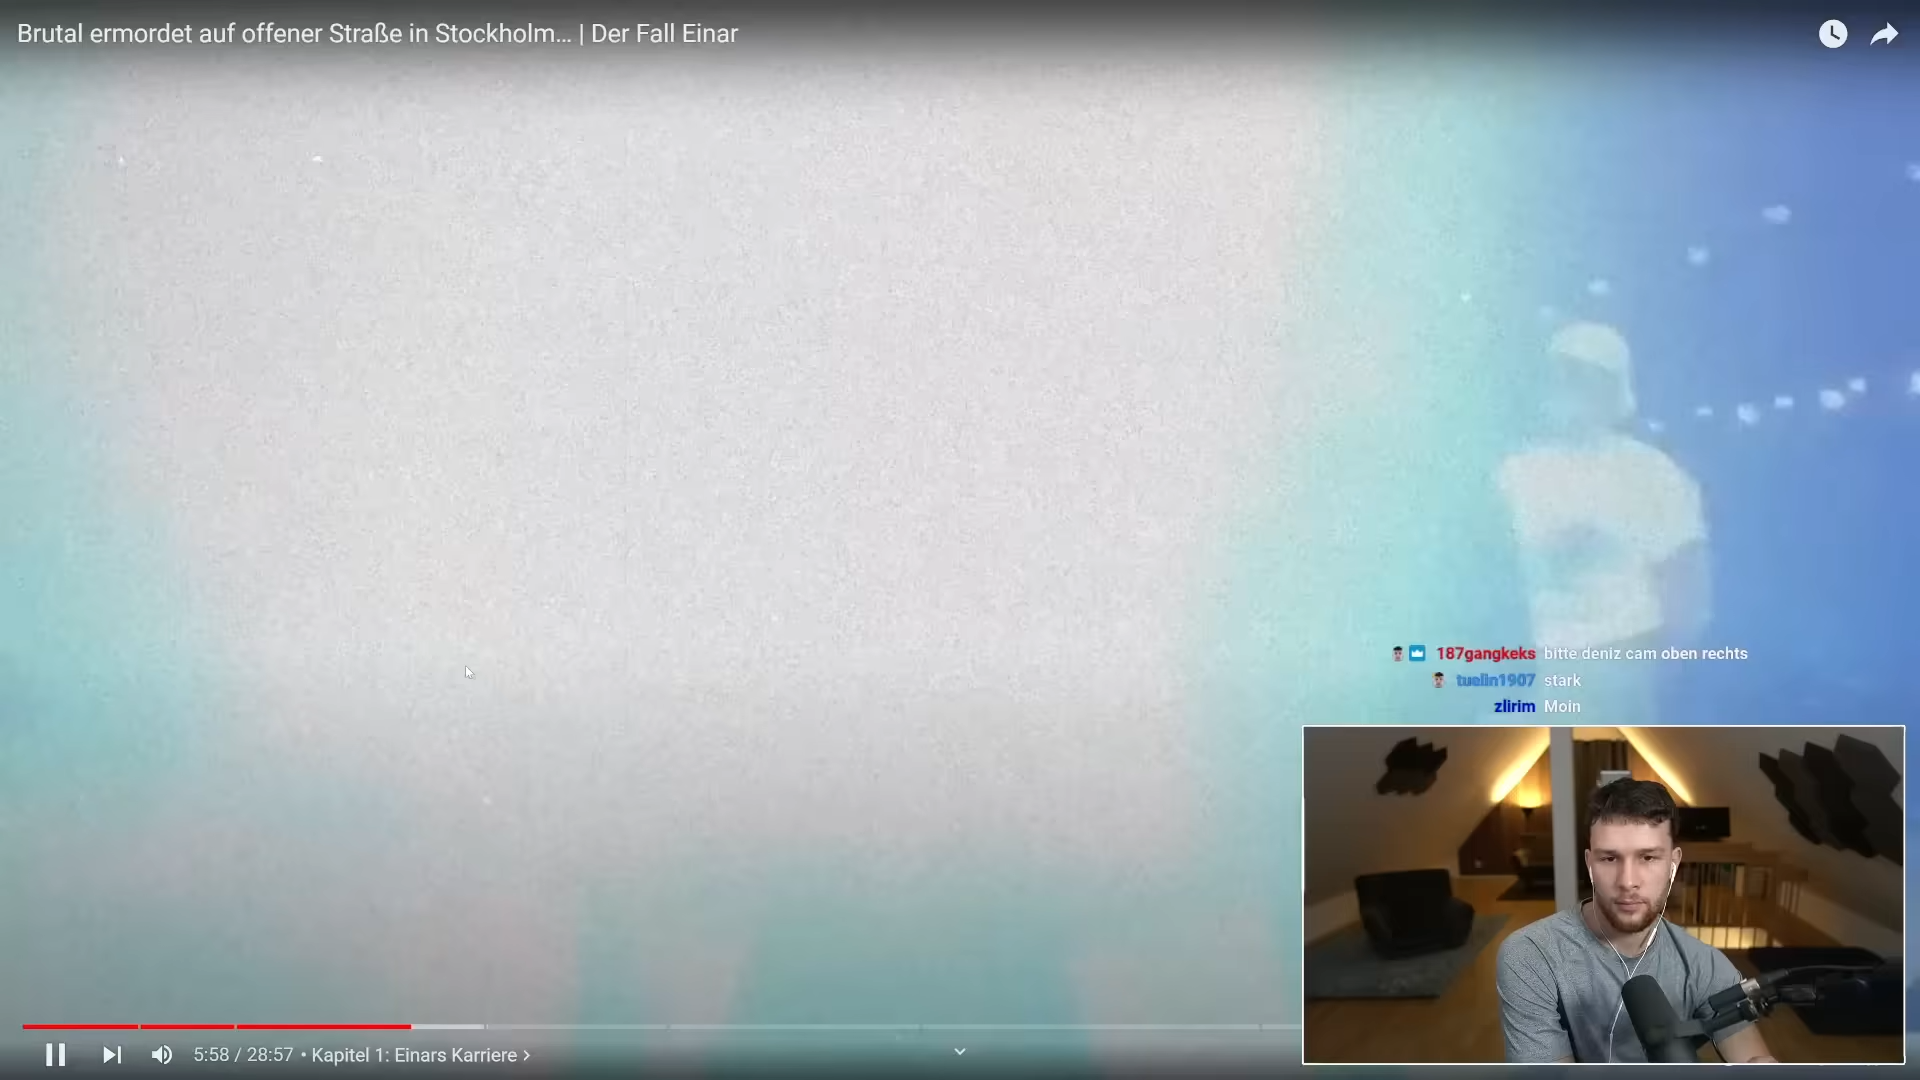 Brutal ermordet auf offener Straße in Stockholm... | Der Fall Einar
187gangkeks bitte deniz cam oben rechts
tuelin1907 stark
zlirim Moin
5:58 / 28:57 • Kapitel 1: Einars Karriere >